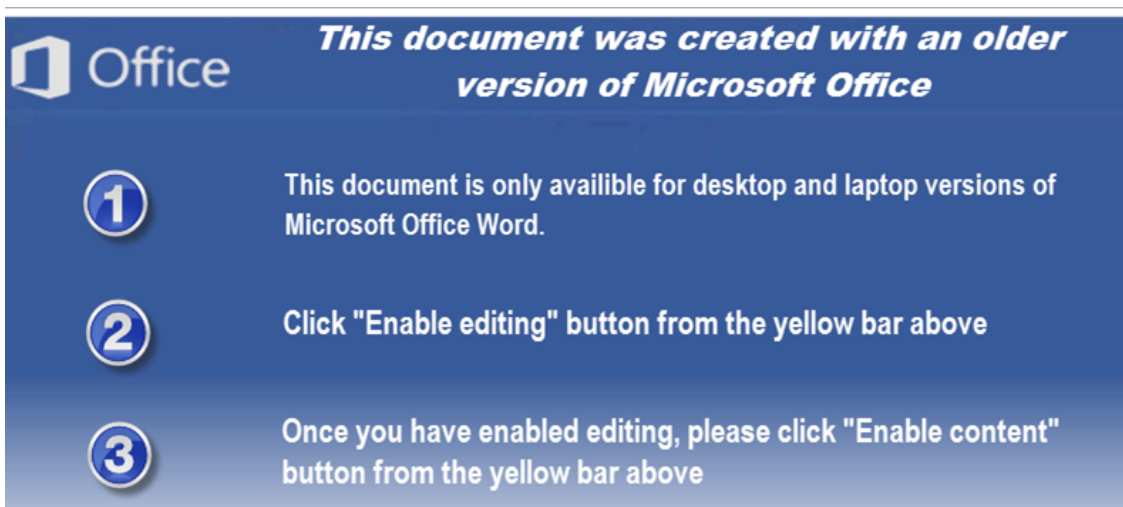 Office
This document was created with an older
version of Microsoft Office
1
This document is only availible for desktop and laptop versions of
Microsoft Office Word.
2
Click "Enable editing" button from the yellow bar above
3
Once you have enabled editing, please click "Enable content"
button from the yellow bar above